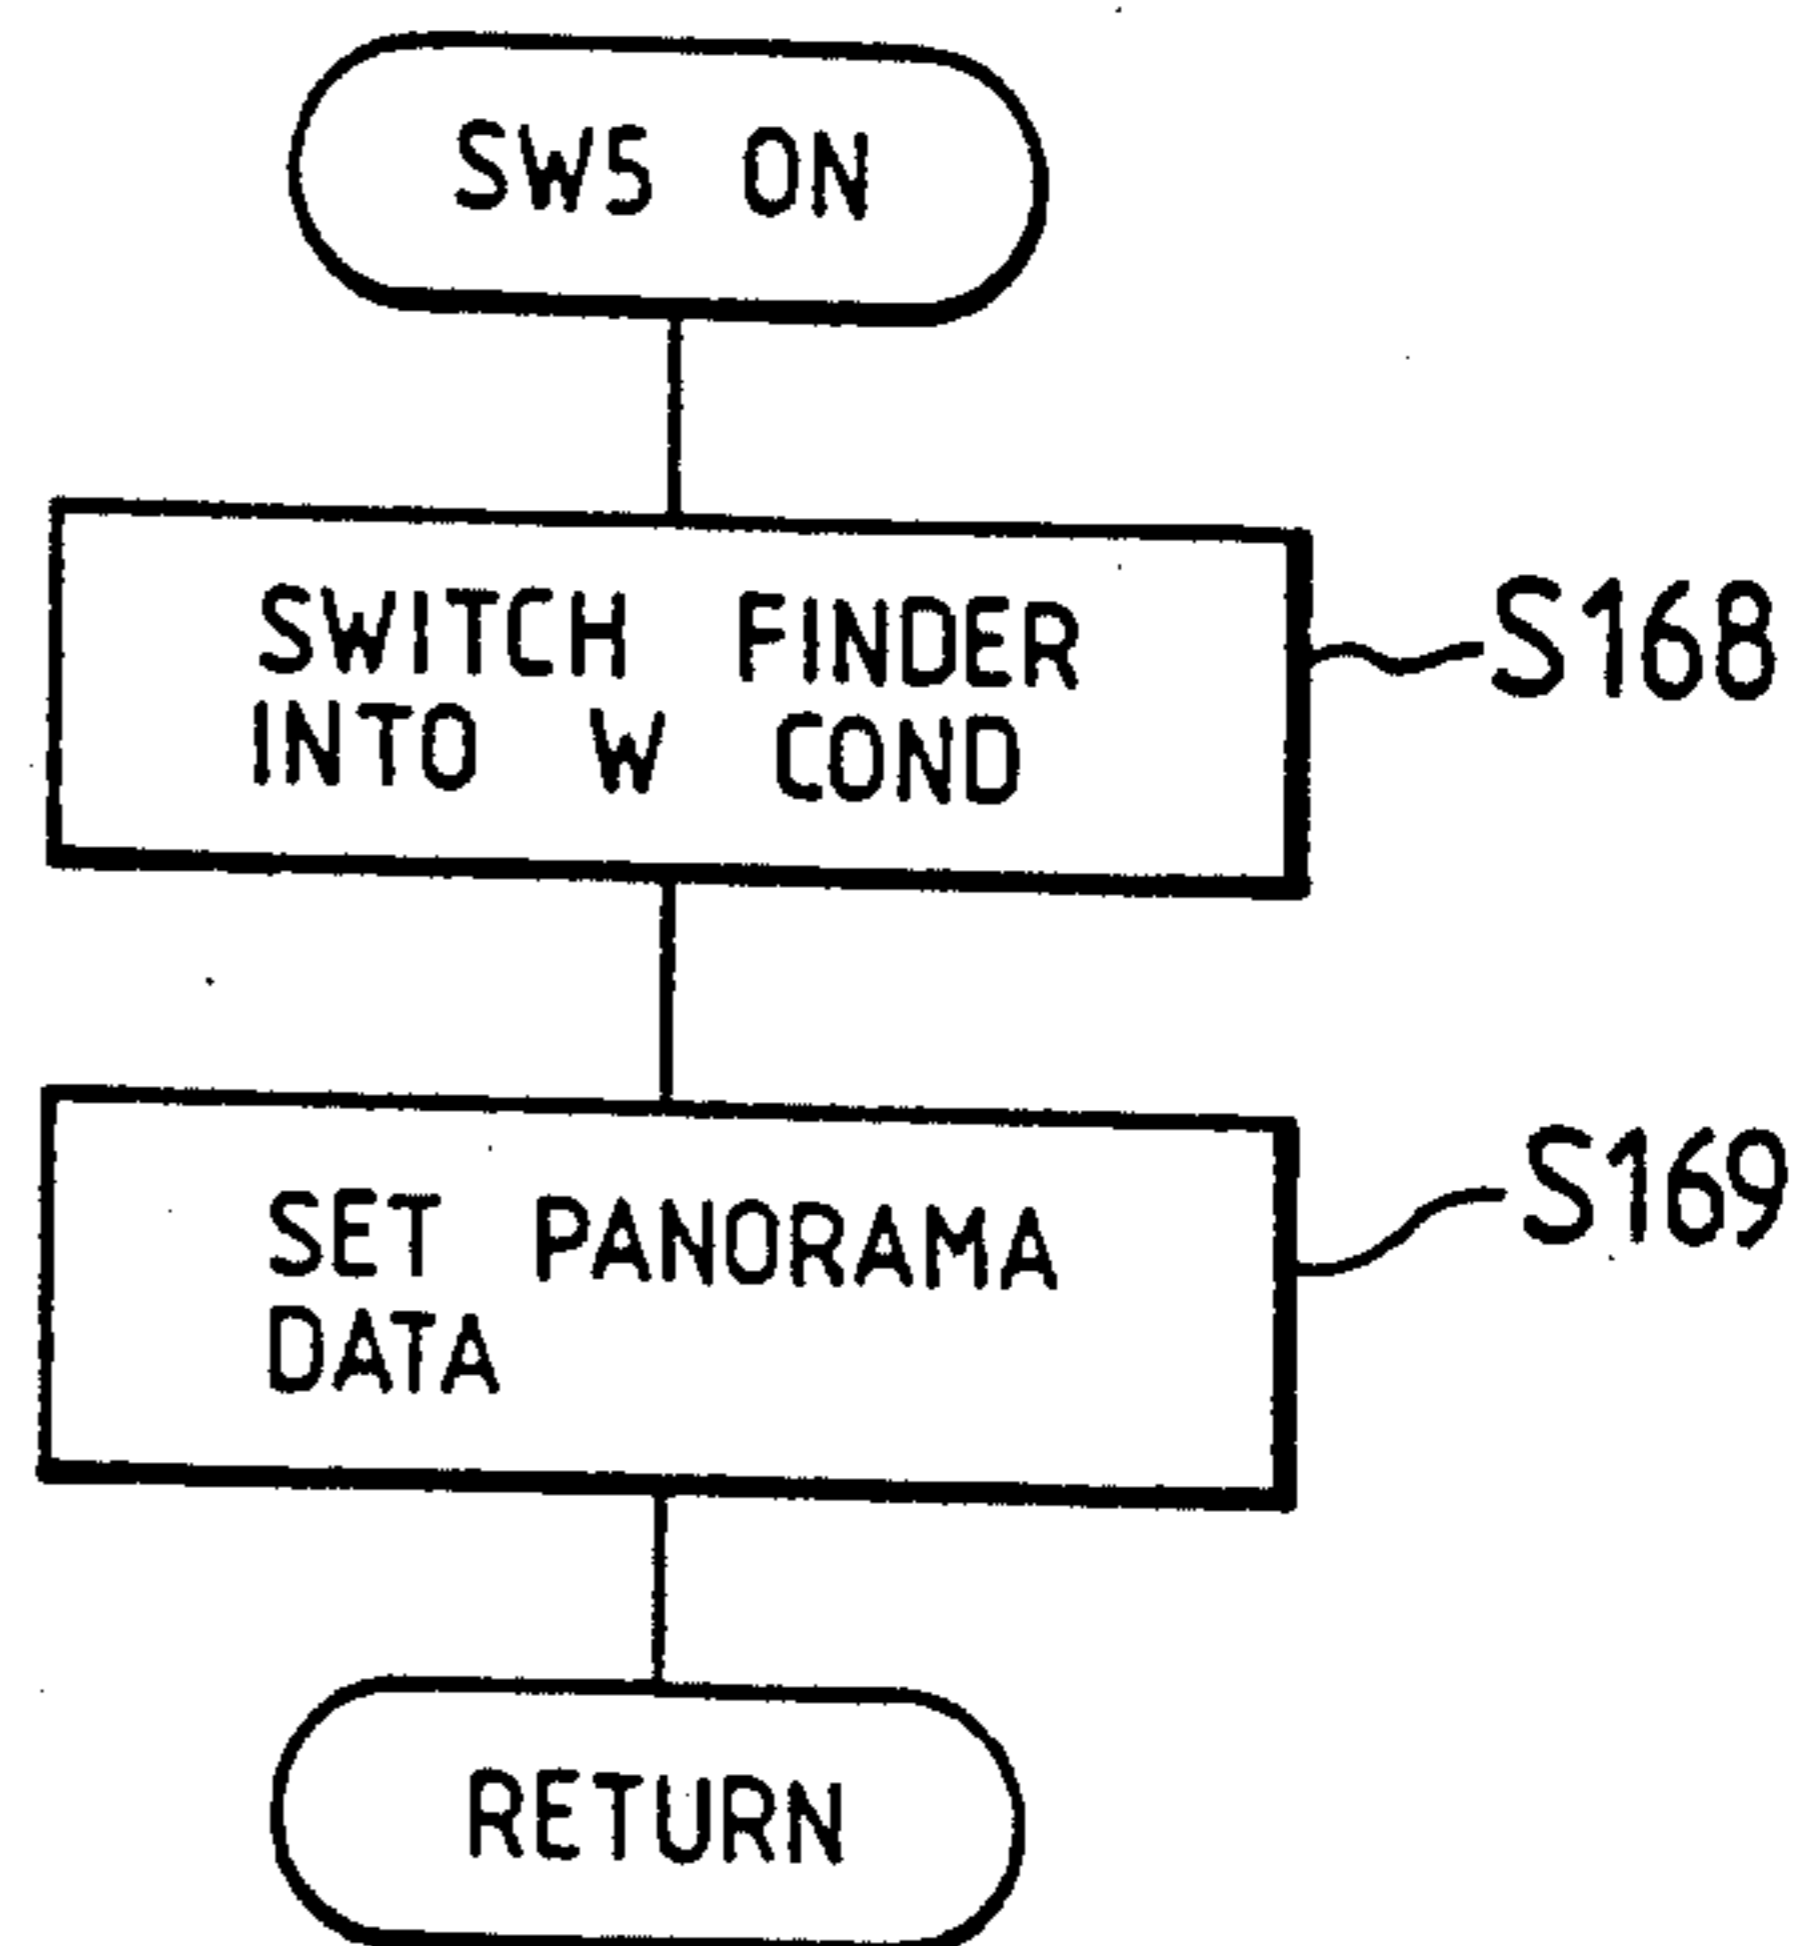 SW5 ON
SWITCH FINDER
INTO W COND
S168
SET PANORAMA
DATA
S169
RETURN